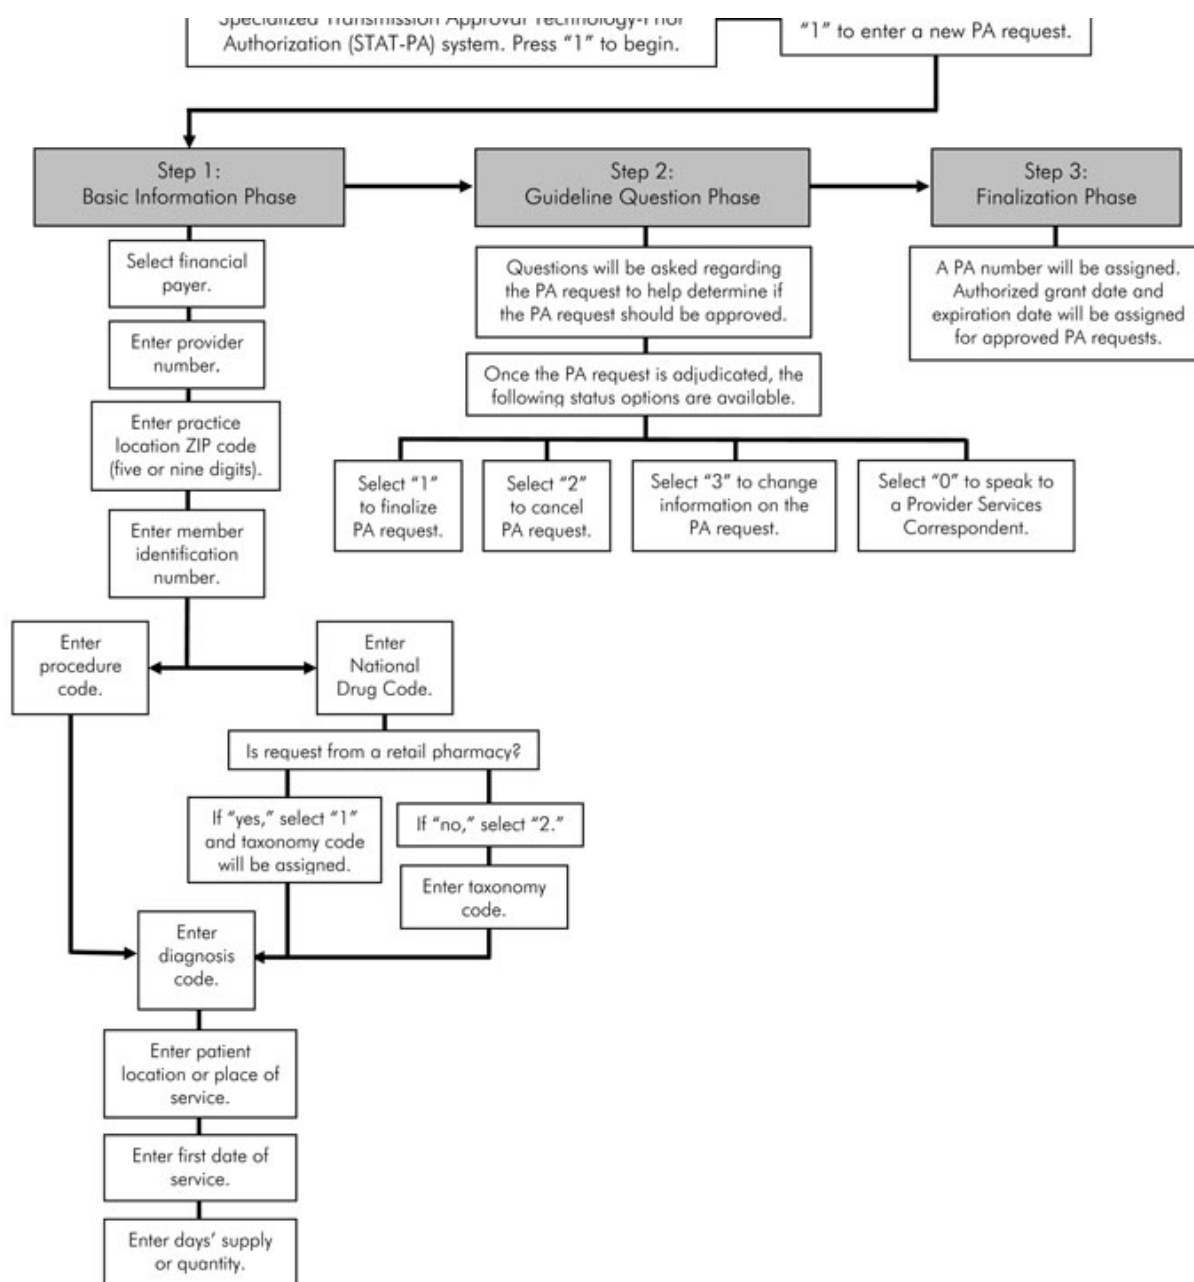 Specialized Transmission Approval Technology-Prior
Authorization (STAT-PA) system. Press “1” to begin.
“1” to enter a new PA request.
Step 1:
Basic Information Phase
Step 2:
Guideline Question Phase
Step 3:
Finalization Phase
Select financial
payer.
Enter provider
number.
Enter practice
location ZIP code
(five or nine digits).
Enter member
identification
number.
Questions will be asked regarding
the PA request to help determine if
the PA request should be approved.
Once the PA request is adjudicated, the
following status options are available.
Select “1”
to finalize
PA request.
Select “2”
to cancel
PA request.
Select “3” to change
information on the
PA request.
Select “0” to speak to
a Provider Services
Correspondent.
A PA number will be assigned.
Authorized grant date and
expiration date will be assigned
for approved PA requests.
Enter
procedure
code.
Enter
National
Drug Code.
Is request from a retail pharmacy?
If “yes,” select “1”
and taxonomy code
will be assigned.
If “no,” select “2.”
Enter taxonomy
code.
Enter
diagnosis
code.
Enter patient
location or place of
service.
Enter first date of
service.
Enter days’ supply
or quantity.